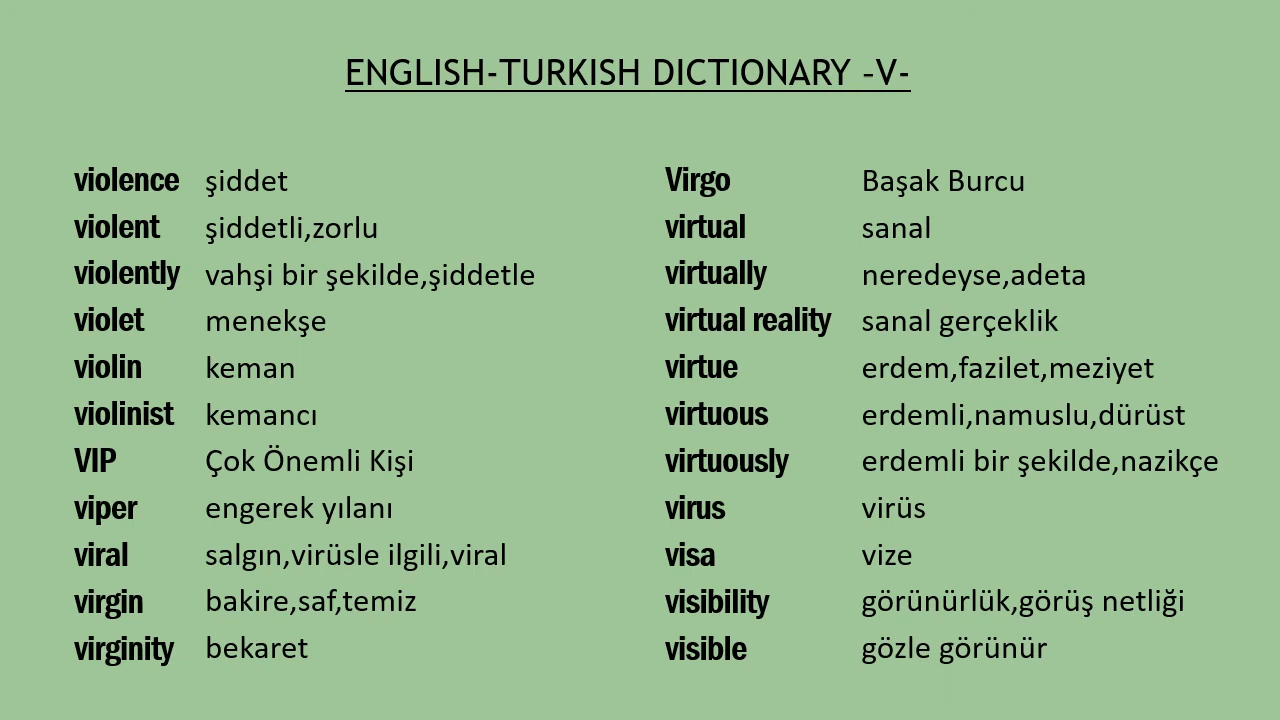 ENGLISH-TURKISH DICTIONARY –V-
violence şiddet
violent şiddetli,zorlu
violently vahşi bir şekilde,şiddetle
violet menekşe
violin keman
violinist kemancı
VIP Çok Önemli Kişi
viper engerek yılanı
viral salgın,virüsle ilgili,viral
virgin bakire,saf,temiz
virginity bekaret
Virgo Başak Burcu
virtual sanal
virtually neredeyse,adeta
virtual reality sanal gerçeklik
virtue erdem,fazilet,meziyet
virtuous erdemli,namuslu,dürüst
virtuously erdemli bir şekilde,nazikçe
virus virüs
visa vize
visibility görünürlük,görüş netliği
visible gözle görünür